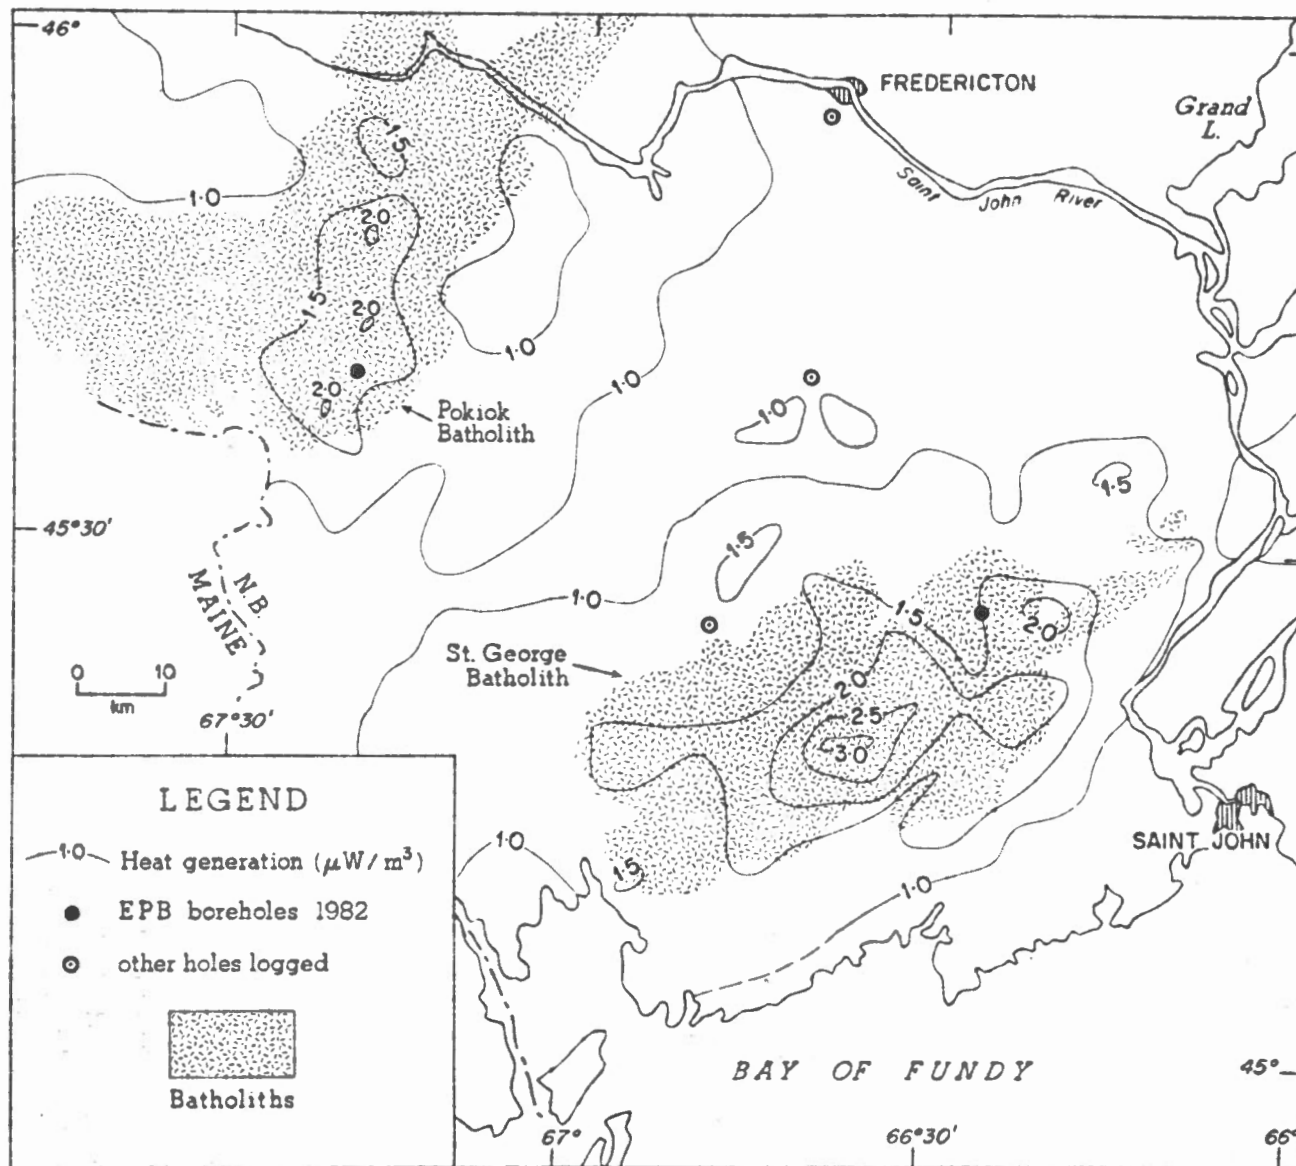 46°
FREDERICTON
Grand
L.
Saint John River
1.5
1.0
2.0
1.5
2.0
2.0
1.0
1.0
1.0
Pokiok
Batholith
1.5
45°30'
1.5
N.B.
MAINE
1.0
1.5
2.0
St. George
Batholith
2.0
2.5
3.0
0 10
km
67°30'
SAINT JOHN
1.0
1.5
1.0
LEGEND
1.0 Heat generation (μW/m³)
EPB boreholes 1982
other holes logged
Batholiths
BAY OF FUNDY
45°
67°
66°30'
66°